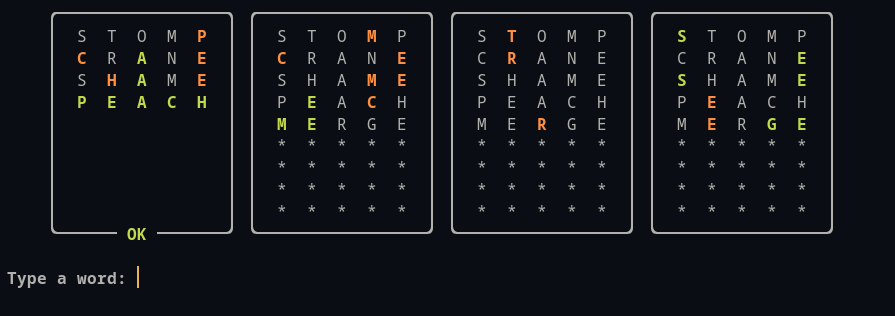 S T O M P S T O M P S T O M P S T O M P
C R A N E C R A N E C R A N E C R A N E
S H A M E S H A M E S H A M E S H A M E
P E A C H P E A C H P E A C H P E A C H
M E R G E M E R G E M E R G E
* * * * * * * * * * * * * * *
* * * * * * * * * * * * * * *
* * * * * * * * * * * * * * *
* * * * * * * * * * * * * * *
OK
Type a word: